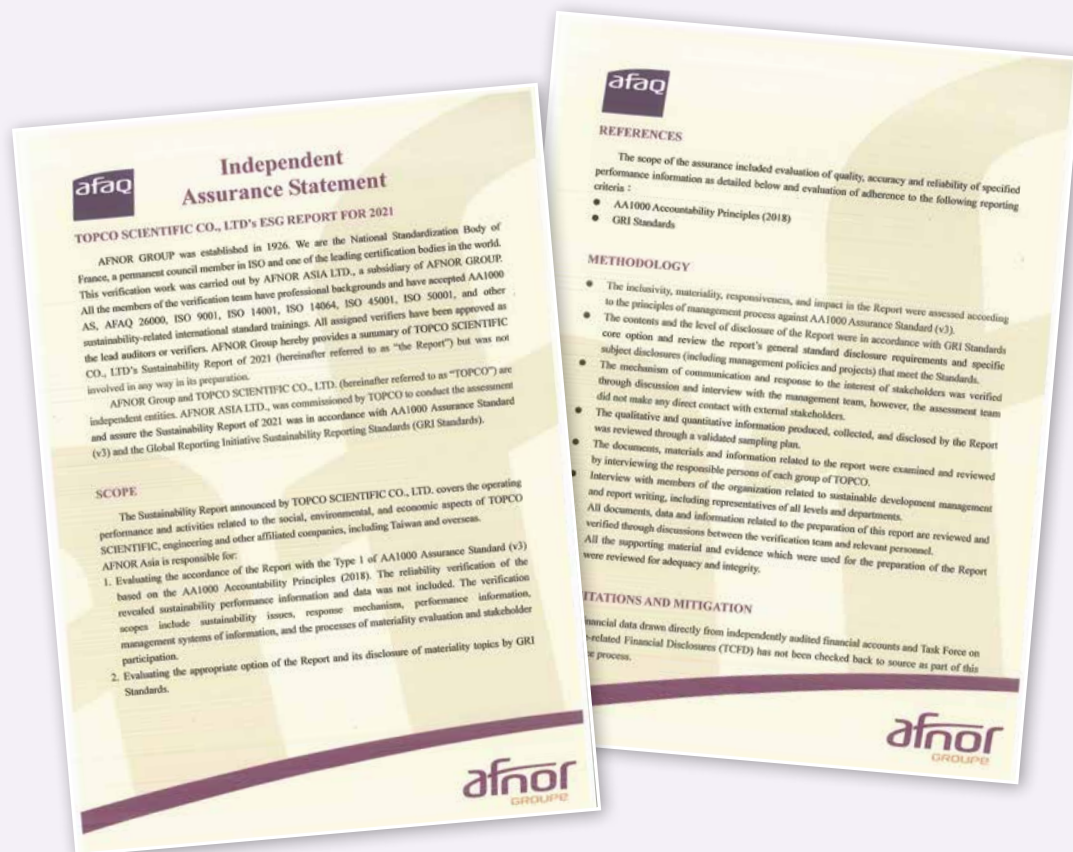 afaq
Independent
Assurance Statement
TOPCO SCIENTIFIC CO., LTD's ESG REPORT FOR 2021
AFNOR GROUP was established in 1926. We are the National Standardization Body of
France, a permanent council member in ISO and one of the leading certification bodies in the world.
This verification work was carried out by AFNOR ASIA LTD., a subsidiary of AFNOR GROUP.
All the members of the verification team have professional backgrounds and have accepted AA1000
AS, AFAQ 26000, ISO 9001, ISO 14001, ISO 14064, ISO 45001, ISO 50001, and other
sustainability-related international standard trainings. All assigned verifiers have been approved as
the lead auditors or verifiers. AFNOR Group hereby provides a summary of TOPCO SCIENTIFIC
CO., LTD's Sustainability Report of 2021 (hereinafter referred to as "the Report") but was not
involved in any way in its preparation.
AFNOR Group and TOPCO SCIENTIFIC CO., LTD. (hereinafter referred to as "TOPCO") are
independent entities. AFNOR ASIA LTD., was commissioned by TOPCO to conduct the assessment
and assure the Sustainability Report of 2021 was in accordance with AA1000 Assurance Standard
(v3) and the Global Reporting Initiative Sustainability Reporting Standards (GRI Standards).
SCOPE
The Sustainability Report announced by TOPCO SCIENTIFIC CO., LTD. covers the operating
performance and activities related to the social, environmental, and economic aspects of TOPCO
SCIENTIFIC, engineering and other affiliated companies, including Taiwan and overseas.
AFNOR Asia is responsible for:
1. Evaluating the accordance of the Report with the Type 1 of AA1000 Assurance Standard (v3)
based on the AA1000 Accountability Principles (2018). The reliability verification of the
revealed sustainability performance information and data was not included. The verification
scopes include sustainability issues, response mechanism, performance information,
management systems of information, and the processes of materiality evaluation and stakeholder
participation.
2. Evaluating the appropriate option of the Report and its disclosure of materiality topics by GRI
Standards.
afnor
GROUPE
afaq
REFERENCES
The scope of the assurance included evaluation of quality, accuracy and reliability of specified
performance information as detailed below and evaluation of adherence to the following reporting
criteria :
● AA1000 Accountability Principles (2018)
● GRI Standards
METHODOLOGY
● The inclusivity, materiality, responsiveness, and impact in the Report were assessed according
to the principles of management process against AA1000 Assurance Standard (v3).
● The contents and the level of disclosure of the Report were in accordance with GRI Standards
core option and review the report's general standard disclosure requirements and specific
subject disclosures (including management policies and projects) that meet the Standards.
● The mechanism of communication and response to the interest of stakeholders was verified
through discussion and interview with the management team, however, the assessment team
did not make any direct contact with external stakeholders.
● The qualitative and quantitative information produced, collected, and disclosed by the Report
was reviewed through a validated sampling plan.
● The documents, materials and information related to the report were examined and reviewed
by interviewing the responsible persons of each group of TOPCO.
● Interview with members of the organization related to sustainable development management
and report writing, including representatives of all levels and departments.
All documents, data and information related to the preparation of this report are reviewed and
verified through discussions between the verification team and relevant personnel.
All the supporting material and evidence which were used for the preparation of the Report
were reviewed for adequacy and integrity.
ITATIONS AND MITIGATION
nancial data drawn directly from independently audited financial accounts and Task Force on
-related Financial Disclosures (TCFD) has not been checked back to source as part of this
process.
afnor
GROUPE